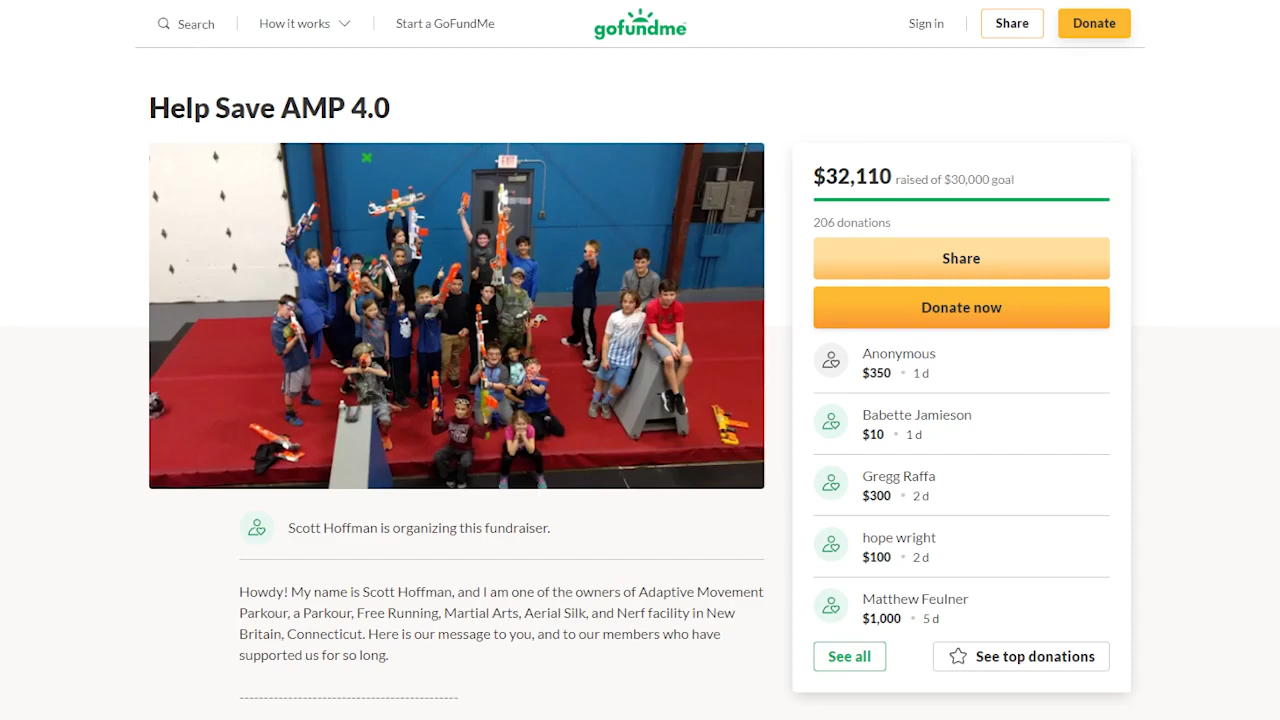 Search
How it works
Start a GoFundMe
gofundme
Sign in
Share
Donate
Help Save AMP 4.0
EXIT
$32,110 raised of $30,000 goal
206 donations
Share
Donate now
Anonymous
$350 • 1 d
Babette Jamieson
$10 • 1 d
Gregg Raffa
$300 • 2 d
hope wright
$100 • 2 d
Matthew Feulner
$1,000 • 5 d
See all
See top donations
Scott Hoffman is organizing this fundraiser.
Howdy! My name is Scott Hoffman, and I am one of the owners of Adaptive Movement
Parkour, a Parkour, Free Running, Martial Arts, Aerial Silk, and Nerf facility in New
Britain, Connecticut. Here is our message to you, and to our members who have
supported us for so long.
--------------------------------------------